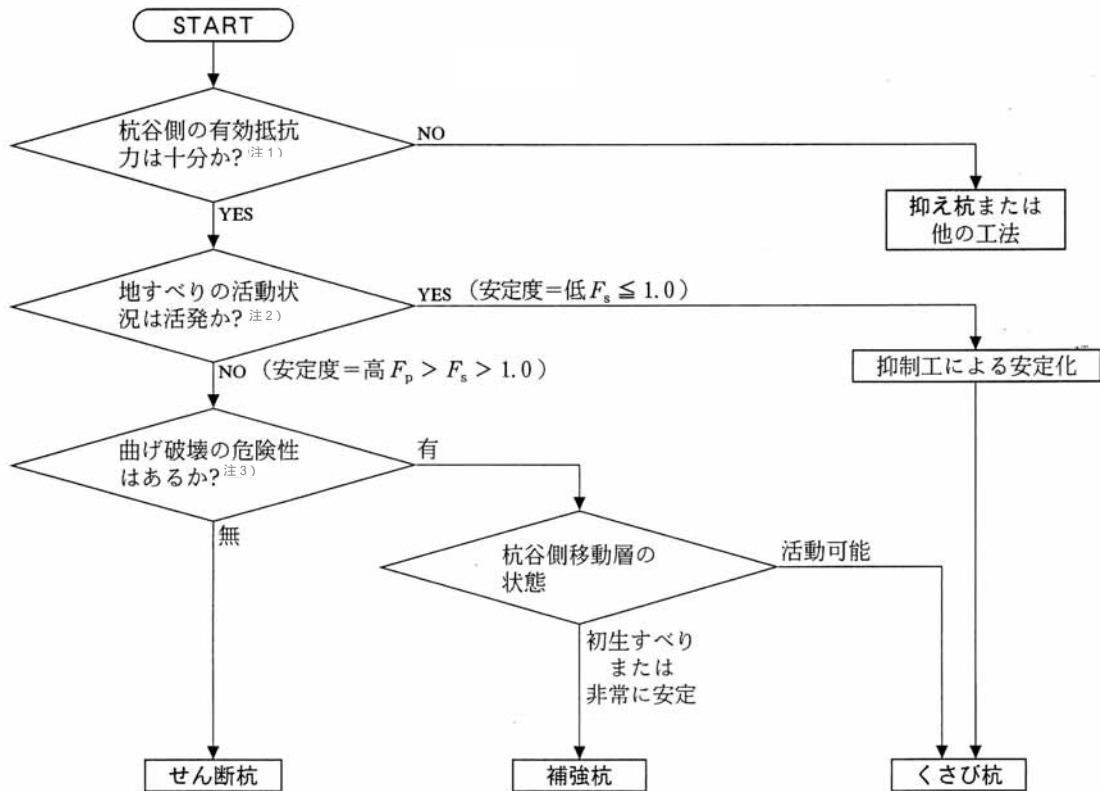 START
杭谷側の有効抵抗
力は十分か?(注1)
NO
YES
抑え杭または
他の工法
地すべりの活動状
況は活発か? 注2)
YES (安定度=低 Fs ≦ 1.0)
NO (安定度=高 Fp > Fs > 1.0)
抑制工による安定化
曲げ破壊の危険性
はあるか?注3)
有
無
杭谷側移動層の
状態
活動可能
初生すべり
または
非常に安定
せん断杭
補強杭
くさび杭